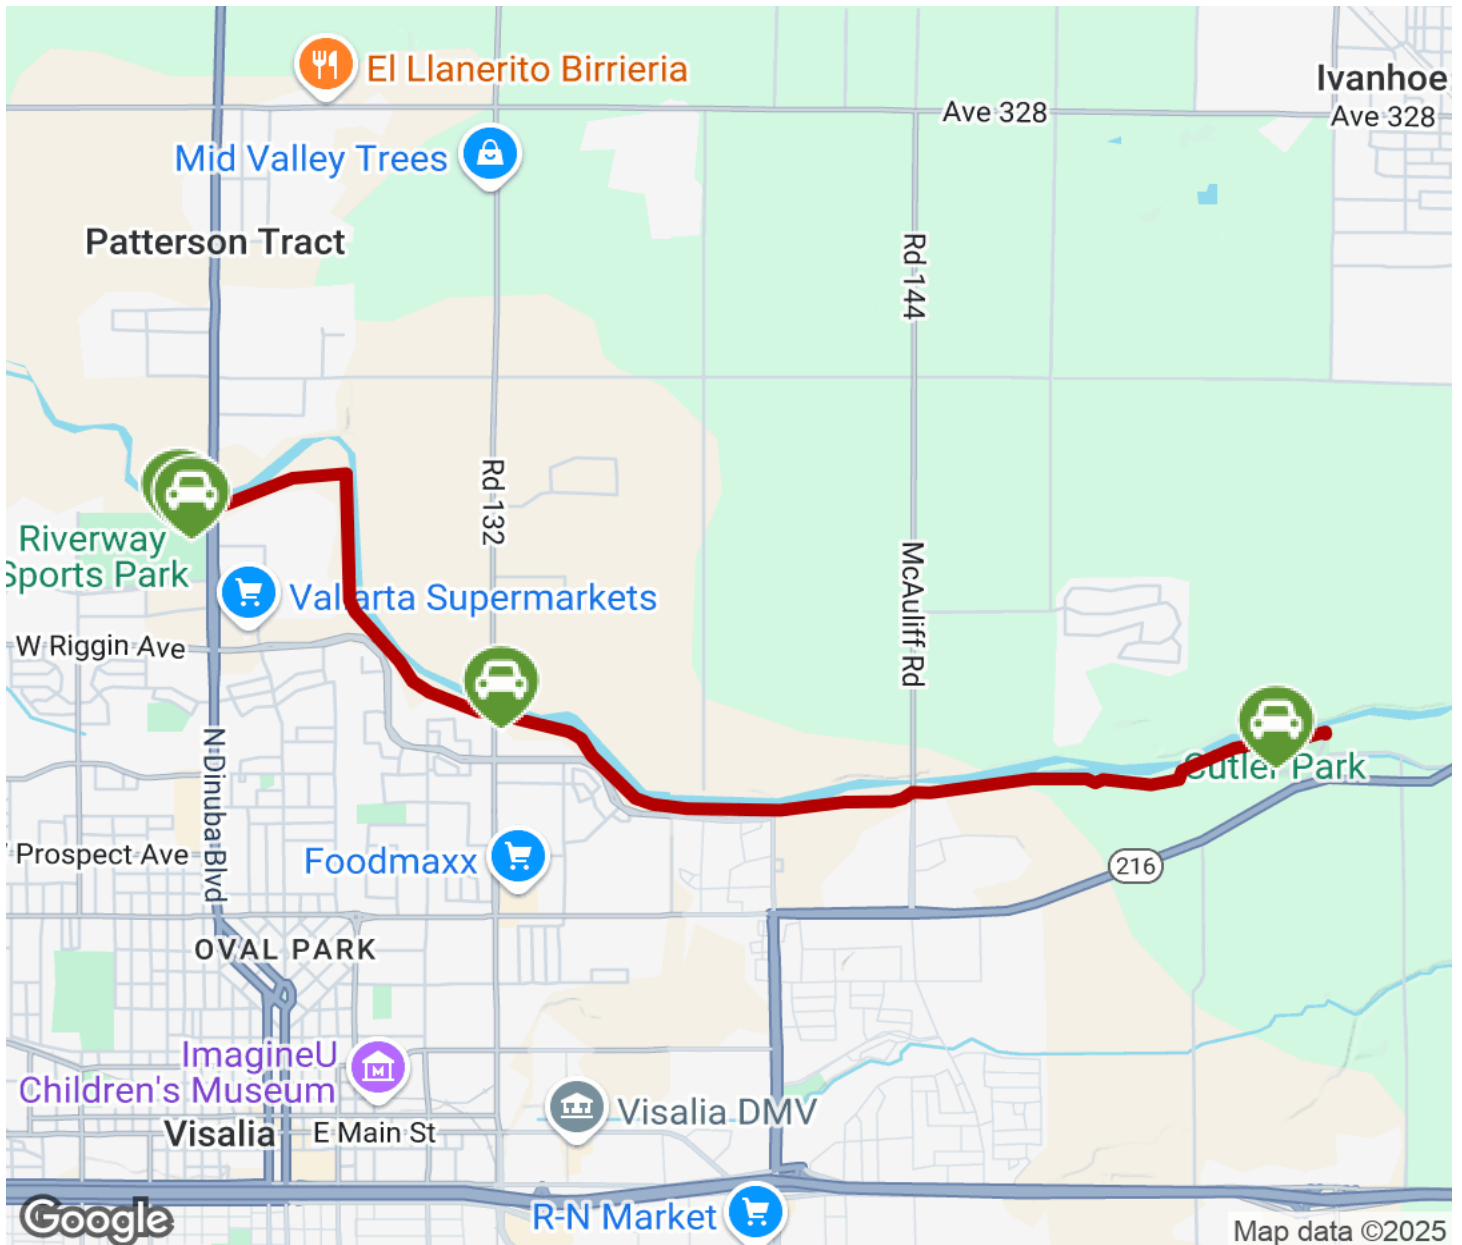 El Llanerito Birrieria
Ivanhoe
Ave 328
Ave 328
Mid Valley Trees
Patterson Tract
Rd 144
Rd 132
Riverway
Sports Park
Vallarta Supermarkets
McAuliff Rd
W Riggin Ave
N Dinuba Blvd
Cutler Park
Prospect Ave
Foodmaxx
216
OVAL PARK
ImagineU
Children's Museum
Visalia DMV
Visalia
E Main St
R-N Market
Google
Map data ©2025